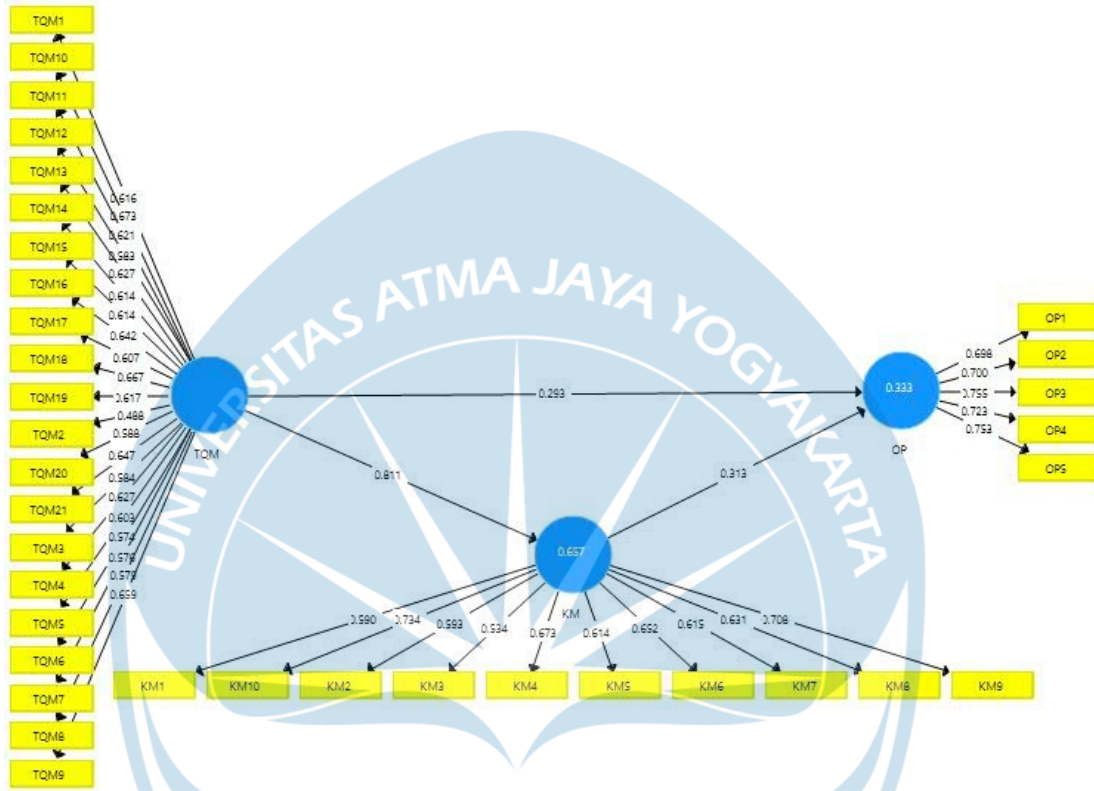 TQM1
TQM10
TQM11
TQM12
TQM13
TQM14
TQM15
TQM16
TQM17
TQM18
TQM19
TQM2
TQM20
TQM21
TQM3
TQM4
TQM5
TQM6
TQM7
TQM8
TQM9
0.616
0.673
0.621
0.583
0.627
0.614
0.614
0.642
0.607
0.667
0.617
0.488
0.588
0.647
0.584
0.627
0.603
0.574
0.576
0.579
0.659
TQM
UNIVERSITAS ATMA JAYA YOGYAKARTA
0.293
0.811
0.313
0.333
OP
0.698
0.700
0.755
0.723
0.753
OP1
OP2
OP3
OP4
OP5
0.657
KM
0.590 0.734 0.593 0.534 0.673 0.614 0.652 0.615 0.631 0.708
KM1 KM10 KM2 KM3 KM4 KM5 KM6 KM7 KM8 KM9